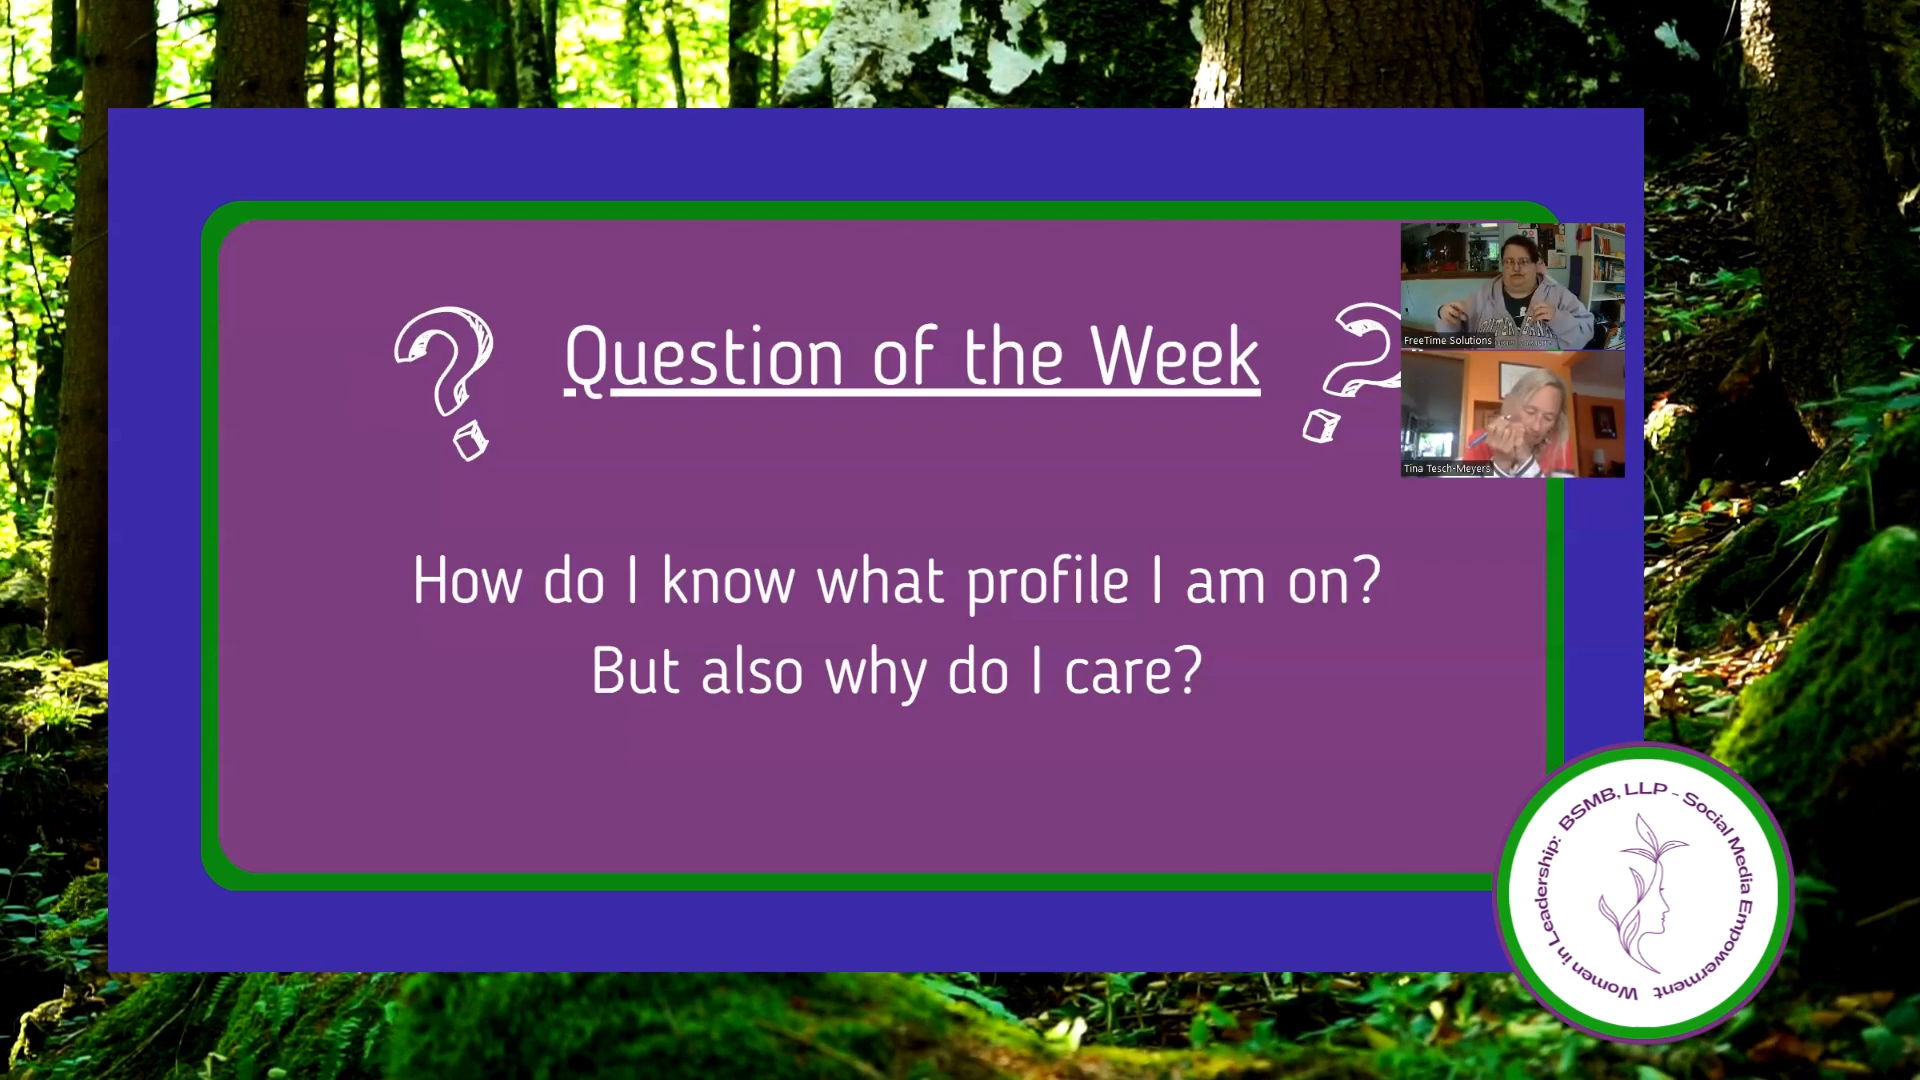 Question of the Week
How do I know what profile I am on?
But also why do I care?
FreeTime Solutions
Tina Tesch-Meyers
Women in Leadership: BSMB, LLP - Social Media Empowerment